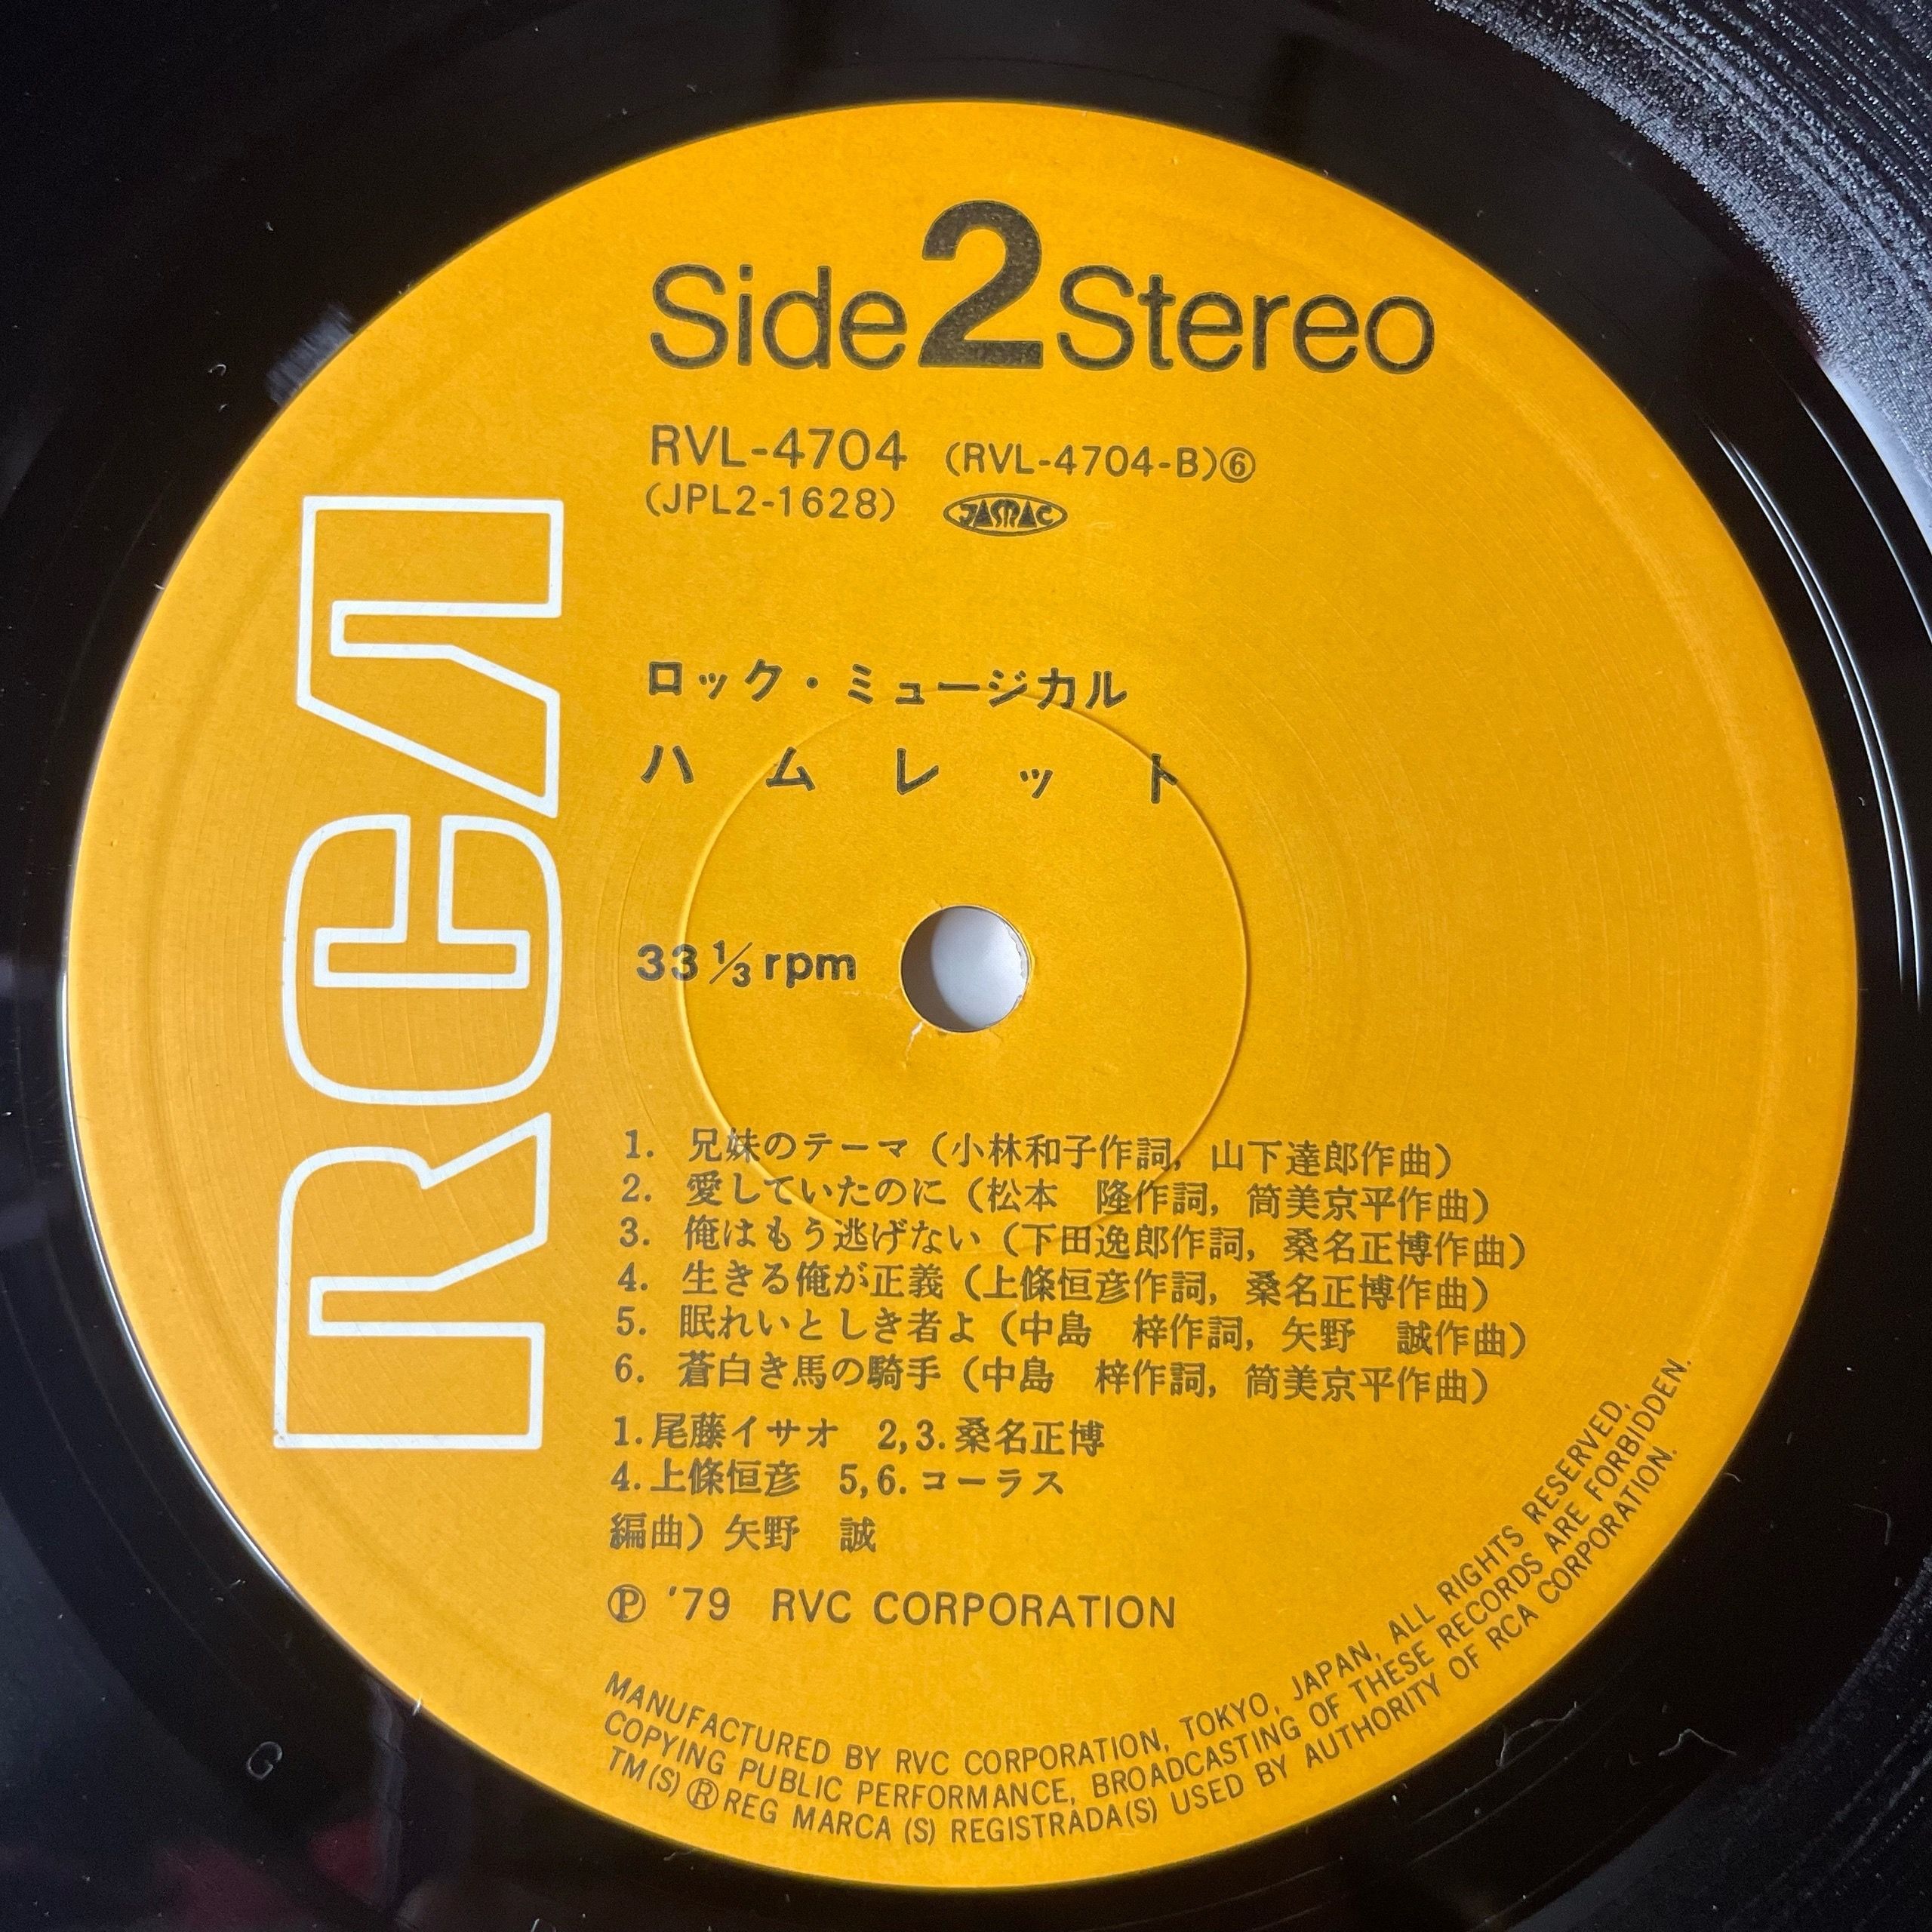 Side 2 Stereo
RVL-4704 (RVL-4704-B)⑥
(JPL2-1628) JASRAC
RCA
ロック・ミュージカル
ハムレット
33⅓rpm
1. 兄妹のテーマ (小林和子作詞, 山下達郎作曲)
2. 愛していたのに (松本　隆作詞, 筒美京平作曲)
3. 俺はもう逃げない (下田逸郎作詞, 桑名正博作曲)
4. 生きる俺が正義 (上條恒彦作詞, 桑名正博作曲)
5. 眠れいとしき者よ (中島　梓作詞, 矢野　誠作曲)
6. 蒼白き馬の騎手 (中島　梓作詞, 筒美京平作曲)
1.尾藤イサオ　2,3.桑名正博
4.上條恒彦　5,6.コーラス
編曲) 矢野　誠
Ⓟ '79 RVC CORPORATION
MANUFACTURED BY RVC CORPORATION, TOKYO, JAPAN, ALL RIGHTS RESERVED,
COPYING PUBLIC PERFORMANCE, BROADCASTING OF THESE RECORDS ARE FORBIDDEN.
TM(S) ® REG MARCA (S) REGISTRADA(S) USED BY AUTHORITY OF RCA CORPORATION.
G